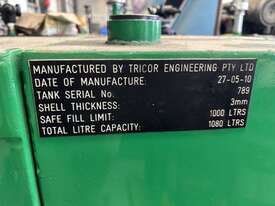 MANUFACTURED BY TRICOR ENGINEERING PTY LTD
DATE OF MANUFACTURE: 27-05-10
TANK SERIAL No. 789
SHELL THICKNESS: 3mm
SAFE FILL LIMIT: 1000 LTRS
TOTAL LITRE CAPACITY: 1080 LTRS